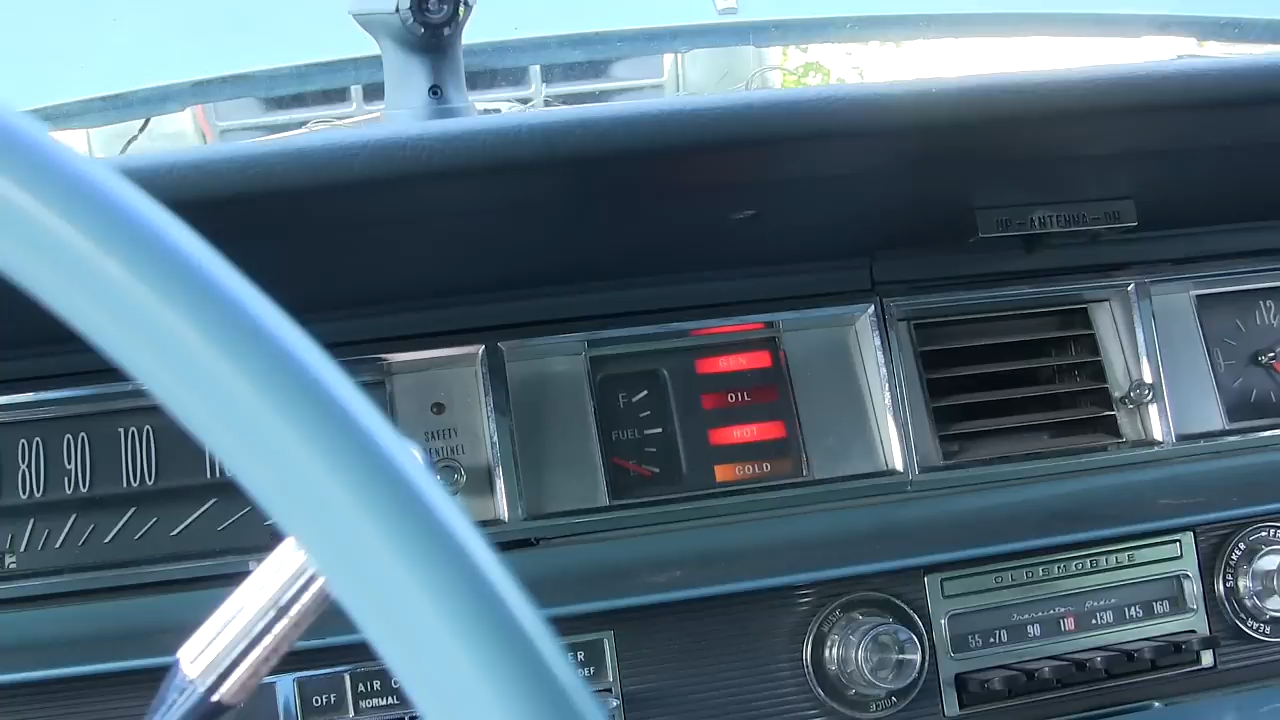 UP-ANTENNA-DN
80 90 100
SAFETY
SENTINEL
F
FUEL
E
GEN
OIL
HOT
COLD
12
OLDSMOBILE
Transistor Radio
55 70 90 110 130 145 160
MUSIC
VOICE
SPEAKER
REAR
OFF
AIR
NORMAL
DEF